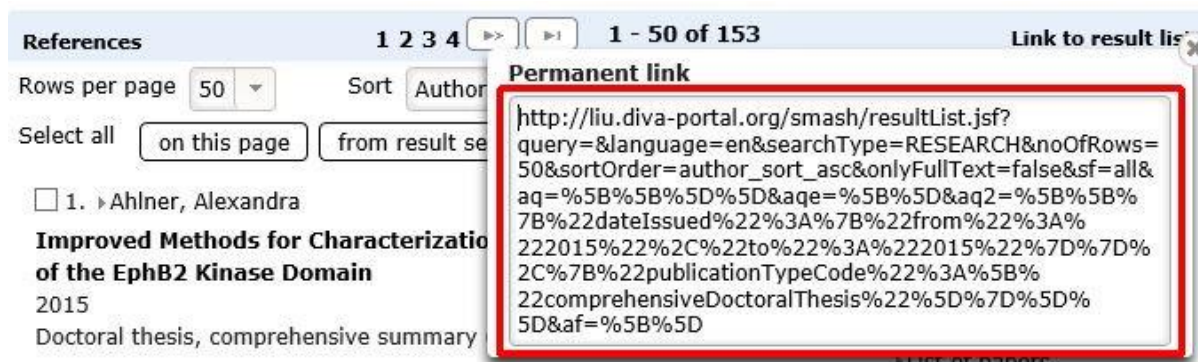 References 1 2 3 4 1 - 50 of 153 Link to result list
Rows per page 50 Sort Author
Permanent link
Select all on this page from result se
http://liu.diva-portal.org/smash/resultList.jsf?
query=&language=en&searchType=RESEARCH&noOfRows=
50&sortOrder=author_sort_asc&onlyFullText=false&sf=all&
aq=%5B%5B%5D%5D&aqe=%5B%5D&aq2=%5B%5B%
7B%22dateIssued%22%3A%7B%22from%22%3A%
222015%22%2C%22to%22%3A%222015%22%7D%7D%
2C%7B%22publicationTypeCode%22%3A%5B%
22comprehensiveDoctoralThesis%22%5D%7D%5D%
5D&af=%5B%5D
1. Ahlner, Alexandra
Improved Methods for Characterizatio
of the EphB2 Kinase Domain
2015
Doctoral thesis, comprehensive summary